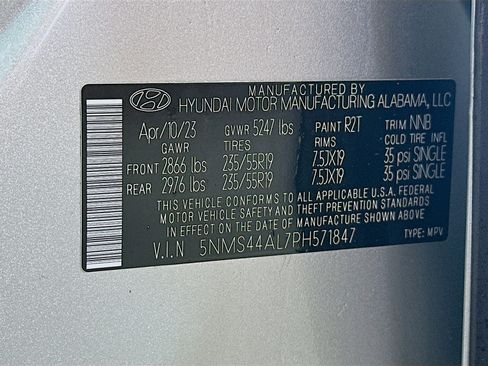 MANUFACTURED BY
HYUNDAI MOTOR MANUFACTURING ALABAMA, LLC
Apr/10/23 GVWR 5247 lbs PAINT R2T TRIM NNB
GAWR TIRES RIMS COLD TIRE INFL
FRONT 2866 lbs 235/55R19 7.5JX19 35 psi SINGLE
REAR 2976 lbs 235/55R19 7.5JX19 35 psi SINGLE
THIS VEHICLE CONFORMS TO ALL APPLICABLE U.S.A. FEDERAL
MOTOR VEHICLE SAFETY AND THEFT PREVENTION STANDARDS
IN EFFECT ON THE DATE OF MANUFACTURE SHOWN ABOVE.
V.I.N 5NMS44AL7PH571847 TYPE: MPV